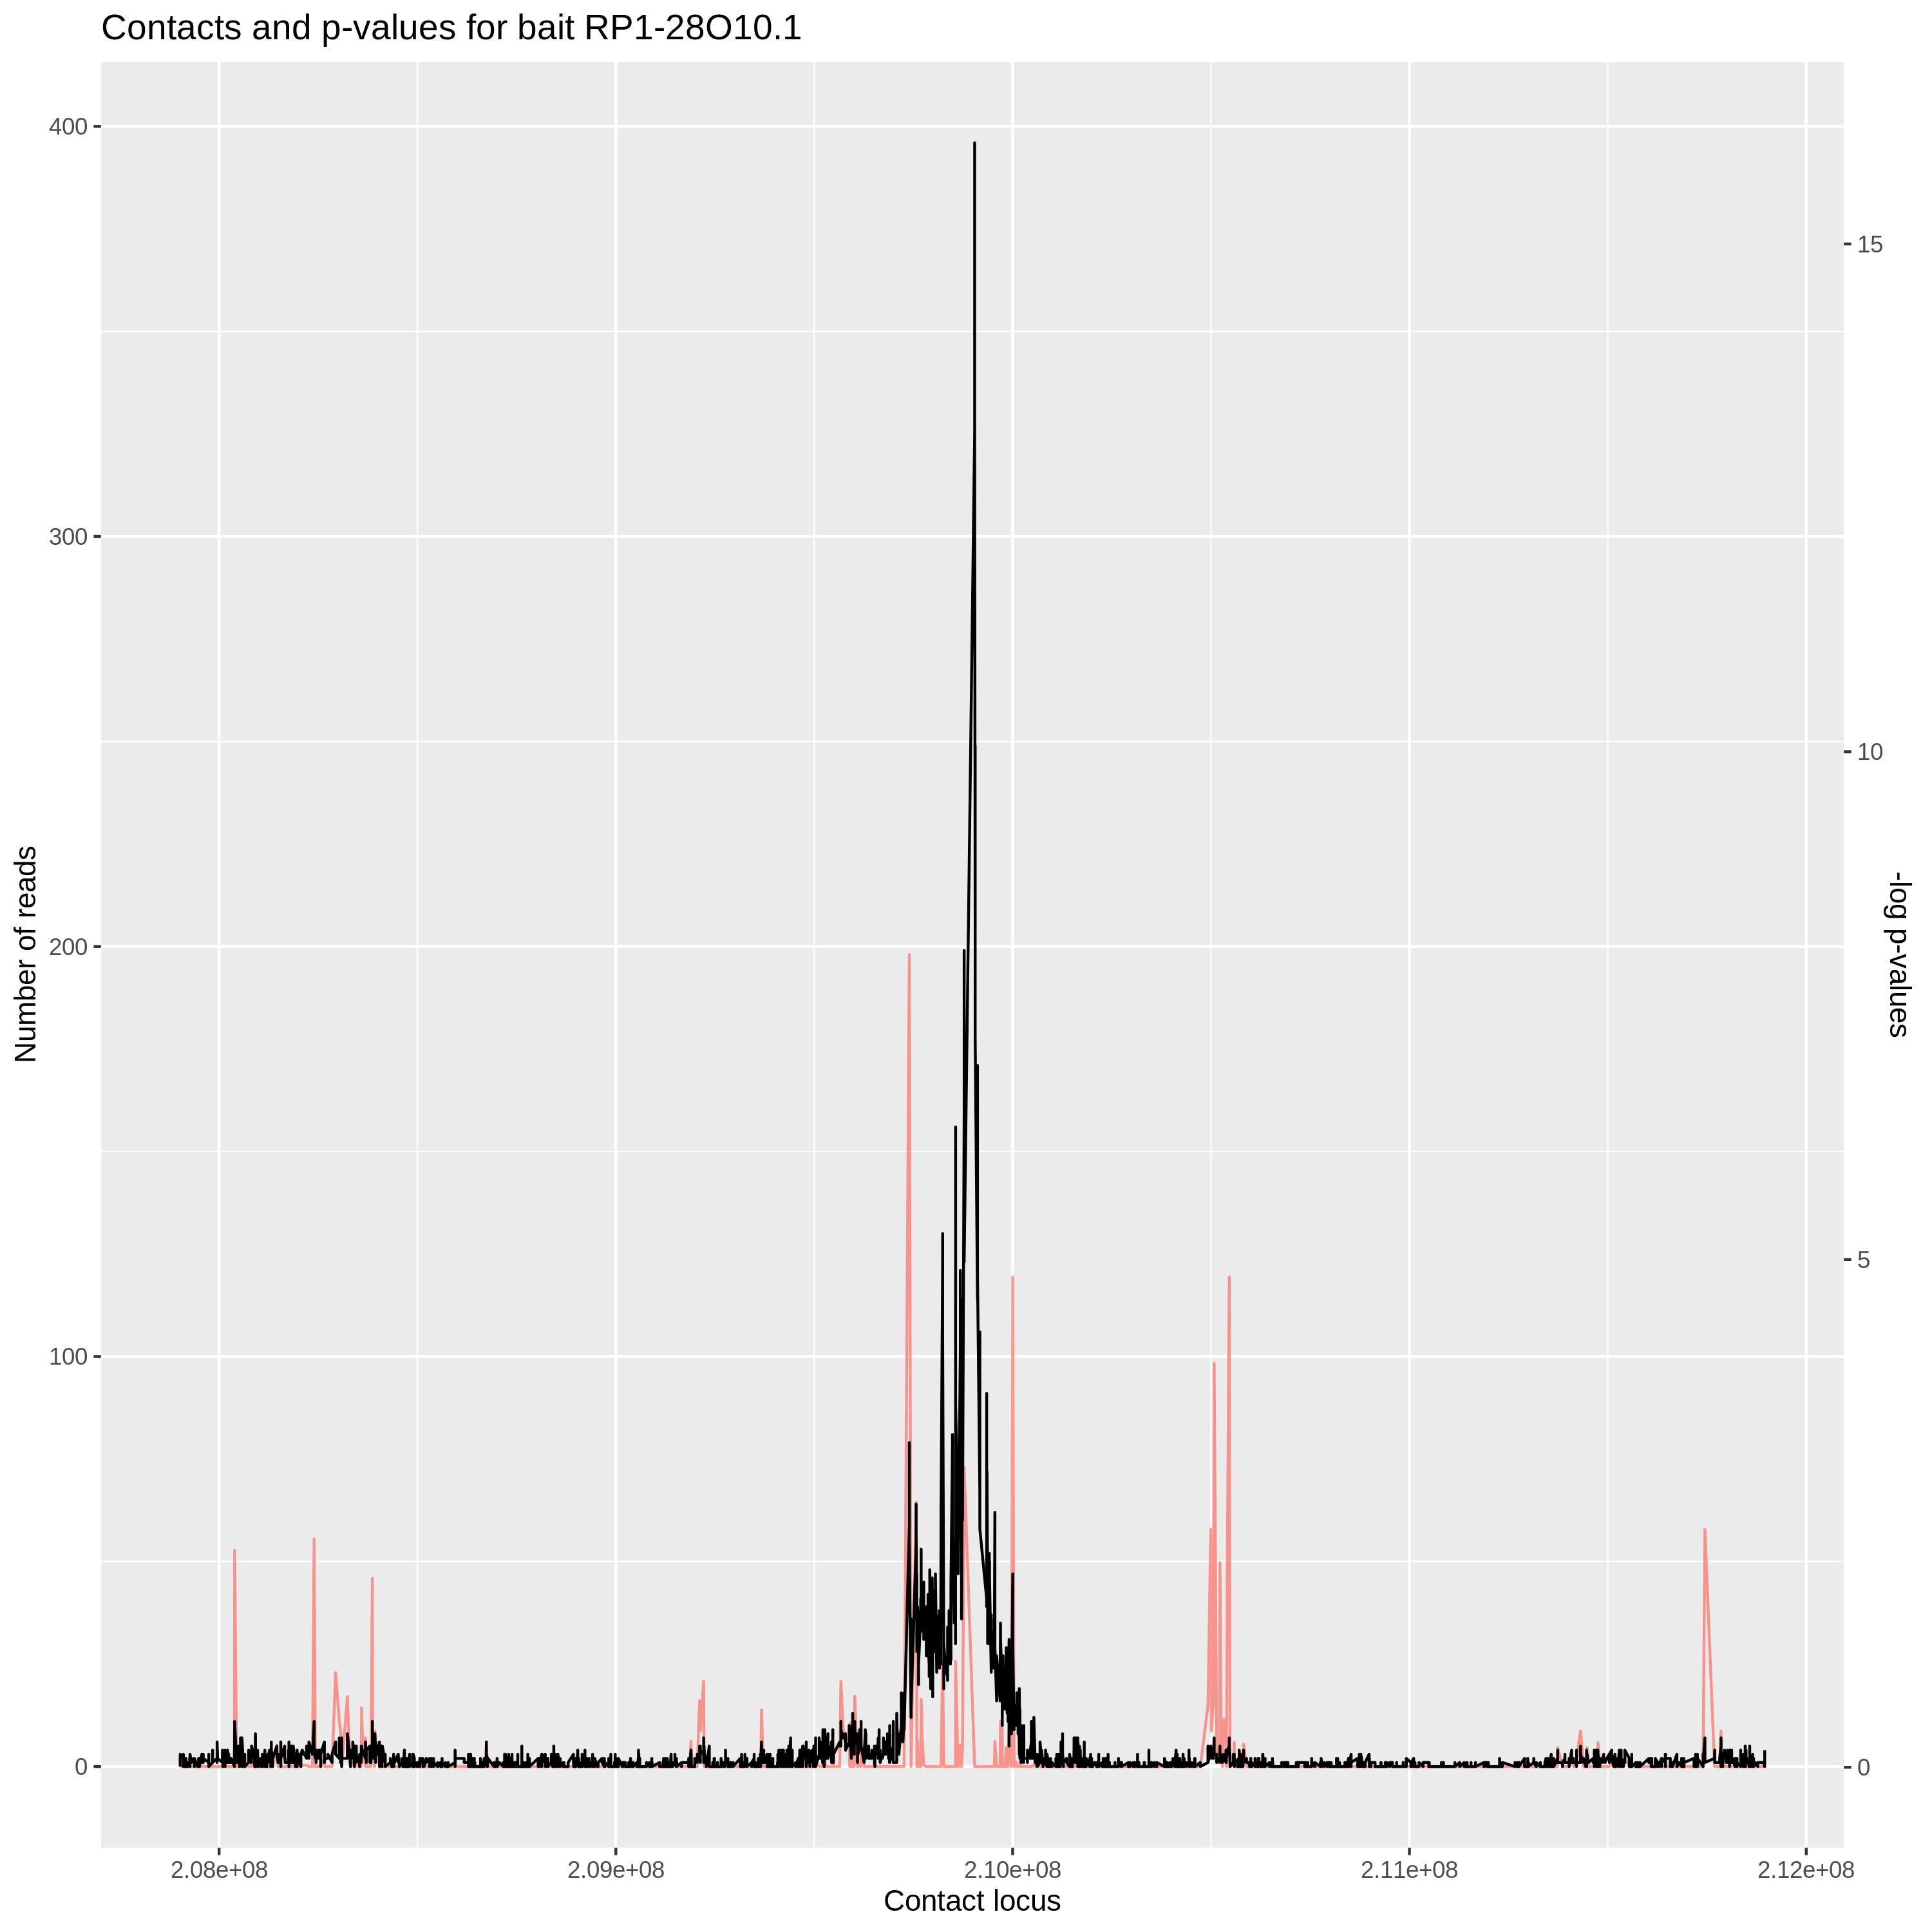 Contacts and p-values for bait RP1-28O10.1
400
300
200
100
0
Number of reads
15
10
5
0
-log p-values
2.08e+08
2.09e+08
2.10e+08
2.11e+08
2.12e+08
Contact locus